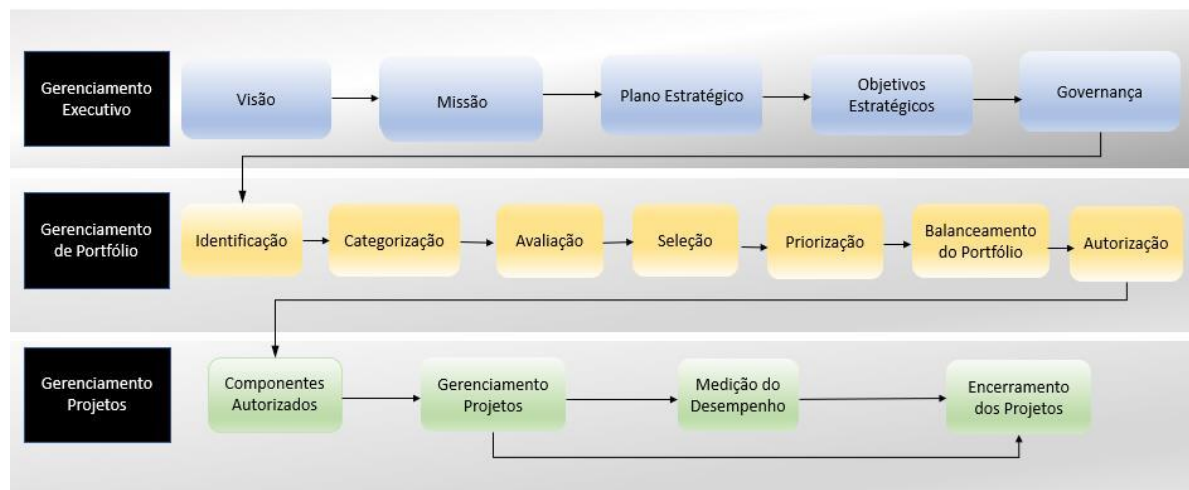 Gerenciamento
Executivo
Visão
Missão
Plano Estratégico
Objetivos
Estratégicos
Governança
Gerenciamento
de Portfólio
Identificação
Categorização
Avaliação
Seleção
Priorização
Balanceamento
do Portfólio
Autorização
Gerenciamento
Projetos
Componentes
Autorizados
Gerenciamento
Projetos
Medição do
Desempenho
Encerramento
dos Projetos